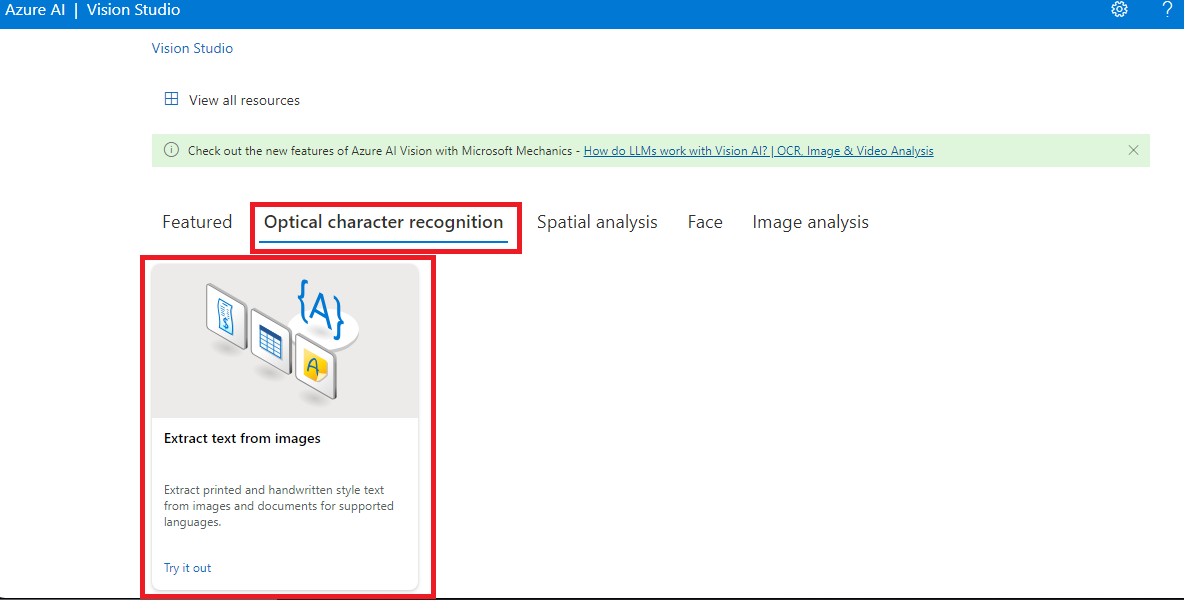 Azure AI | Vision Studio ?
Vision Studio
View all resources
Check out the new features of Azure AI Vision with Microsoft Mechanics - How do LLMs work with Vision AI? | OCR, Image & Video Analysis
Featured Optical character recognition Spatial analysis Face Image analysis
{A}
A
Extract text from images
Extract printed and handwritten style text
from images and documents for supported
languages.
Try it out